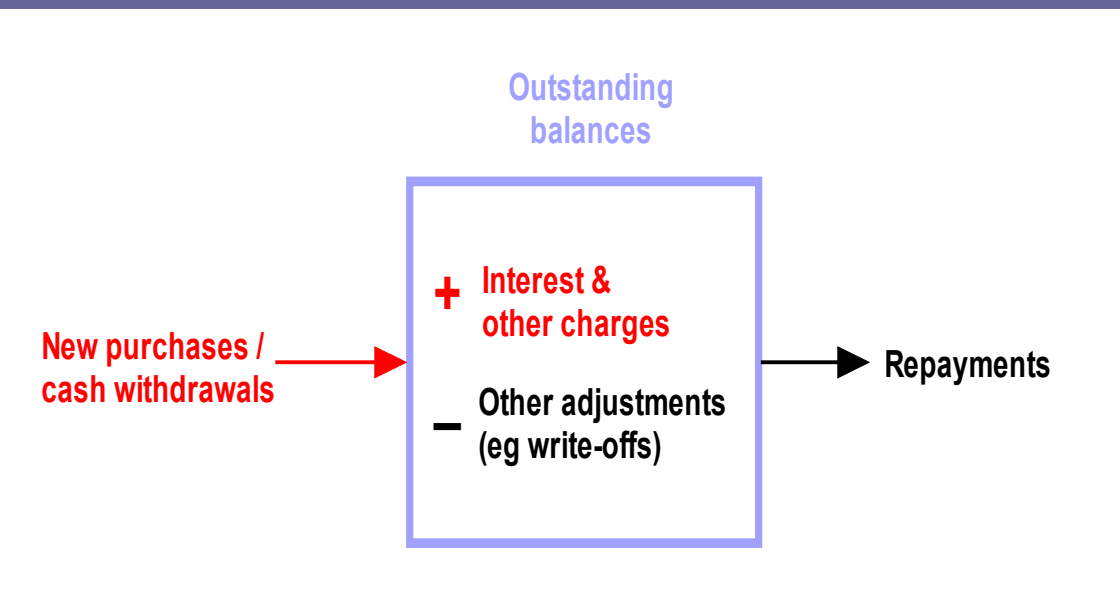 Outstanding
balances
+ Interest &
other charges
New purchases /
cash withdrawals
Repayments
– Other adjustments
(eg write-offs)